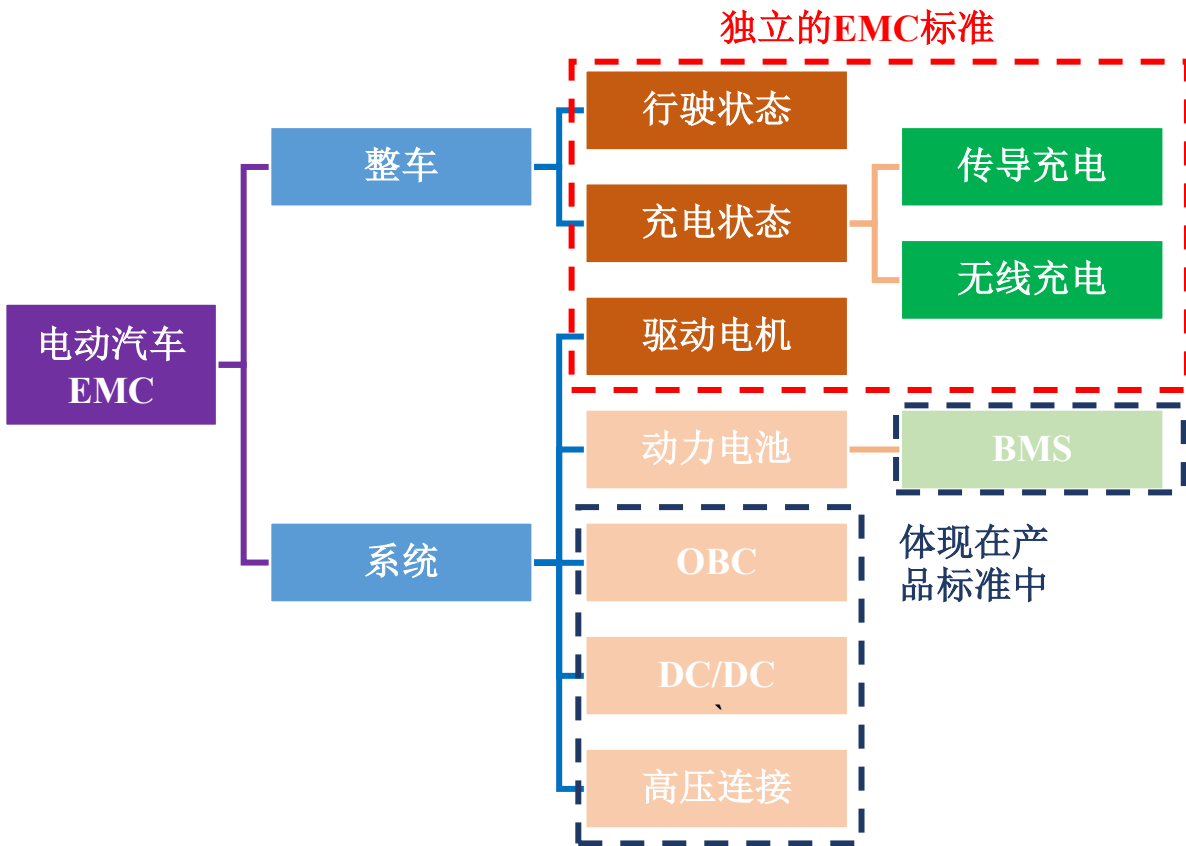 独立的EMC标准
行驶状态
整车
传导充电
充电状态
无线充电
驱动电机
电动汽车
EMC
动力电池
BMS
系统
OBC
体现在产
品标准中
DC/DC
、
高压连接